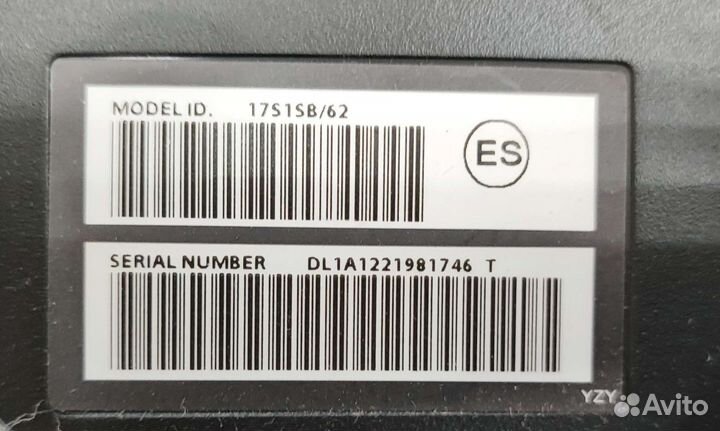 MODEL ID. 17S1SB/62
ES
SERIAL NUMBER DL1A1221981746 T
YZY
Avito